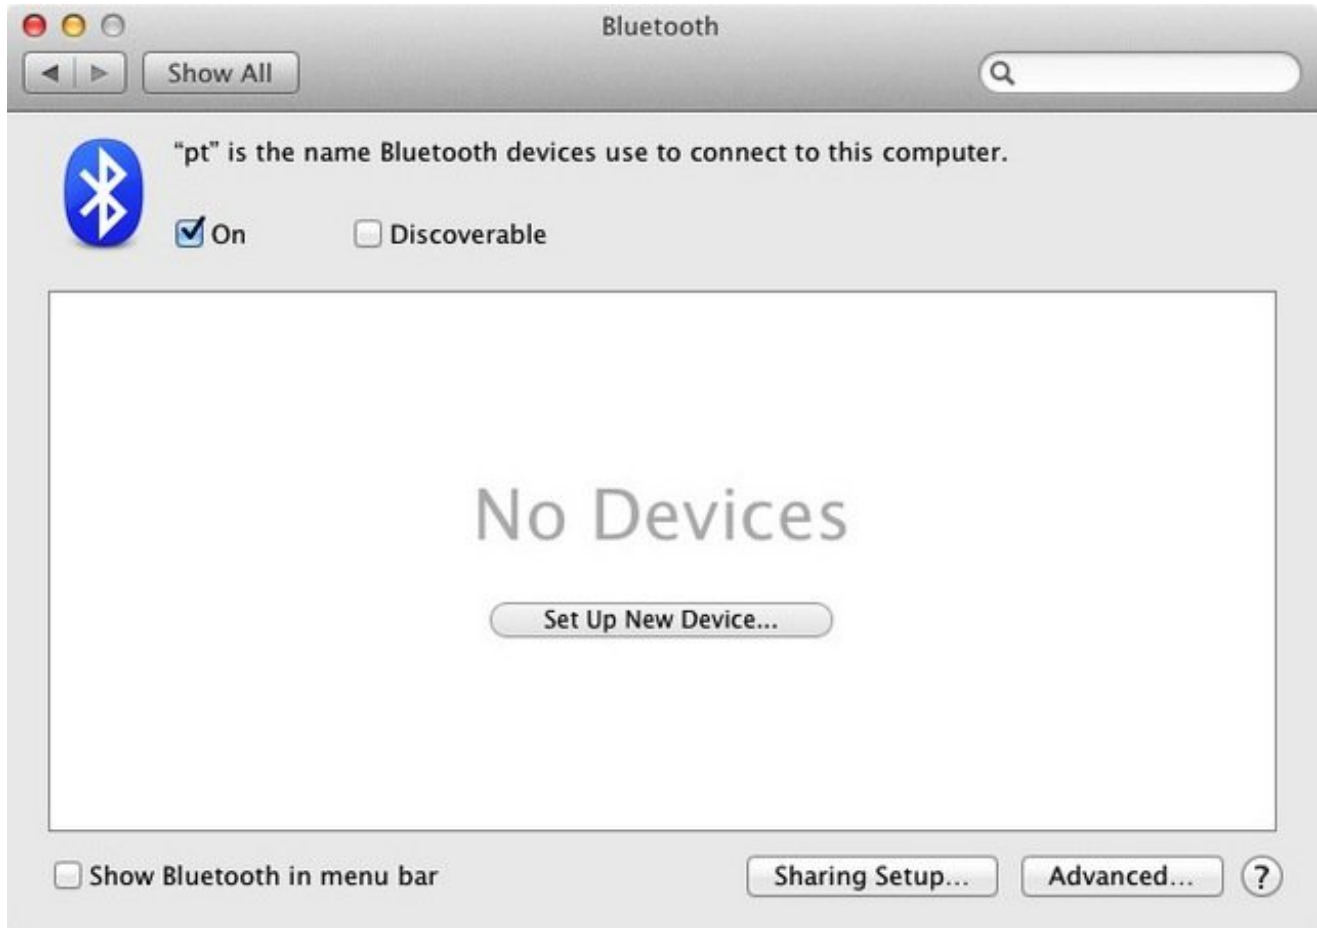 Bluetooth
Show All
“pt” is the name Bluetooth devices use to connect to this computer.
On Discoverable
No Devices
Set Up New Device...
Show Bluetooth in menu bar Sharing Setup... Advanced... ?